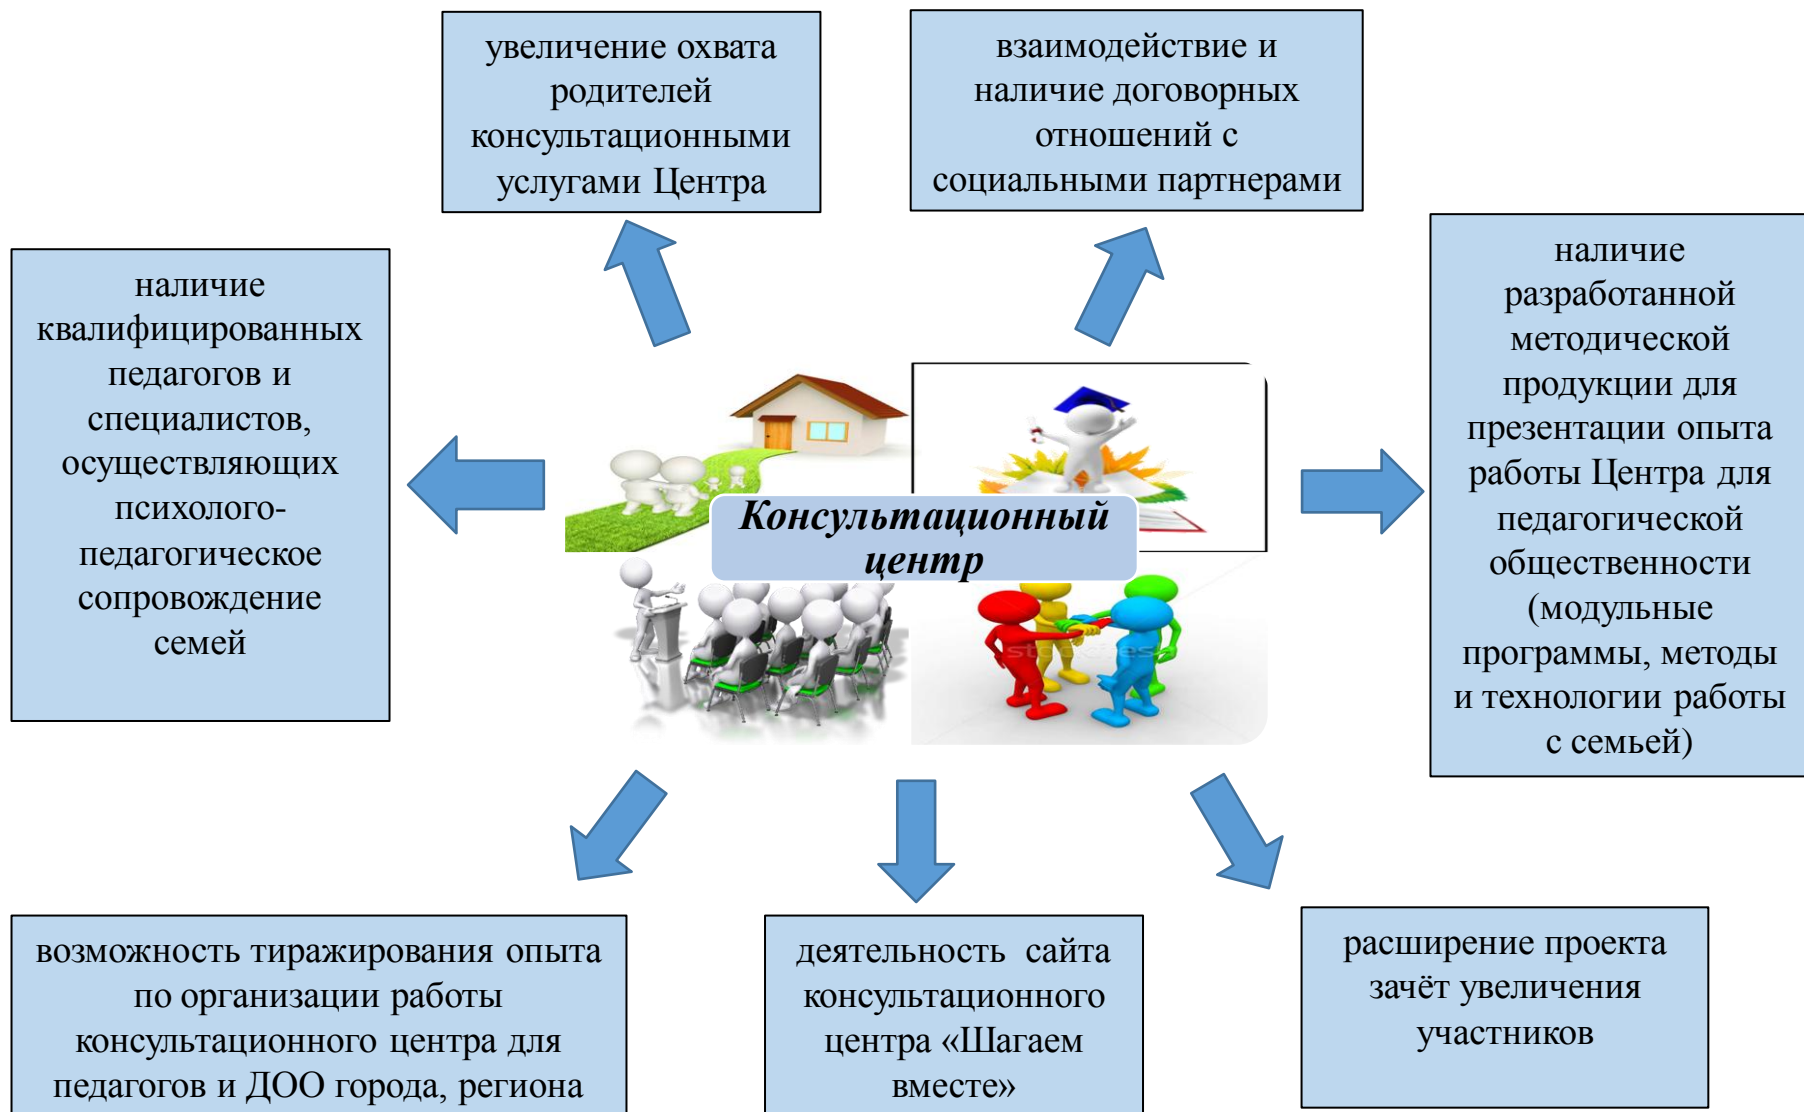 увеличение охвата
родителей
консультационными
услугами Центра
взаимодействие и
наличие договорных
отношений с
социальными партнерами
наличие
квалифицированных
педагогов и
специалистов,
осуществляющих
психолого-
педагогическое
сопровождение
семей
наличие
разработанной
методической
продукции для
презентации опыта
работы Центра для
педагогической
общественности
(модульные
программы, методы
и технологии работы
с семьей)
Консультационный
центр
возможность тиражирования опыта
по организации работы
консультационного центра для
педагогов и ДОО города, региона
деятельность сайта
консультационного
центра «Шагаем
вместе»
расширение проекта
зачёт увеличения
участников